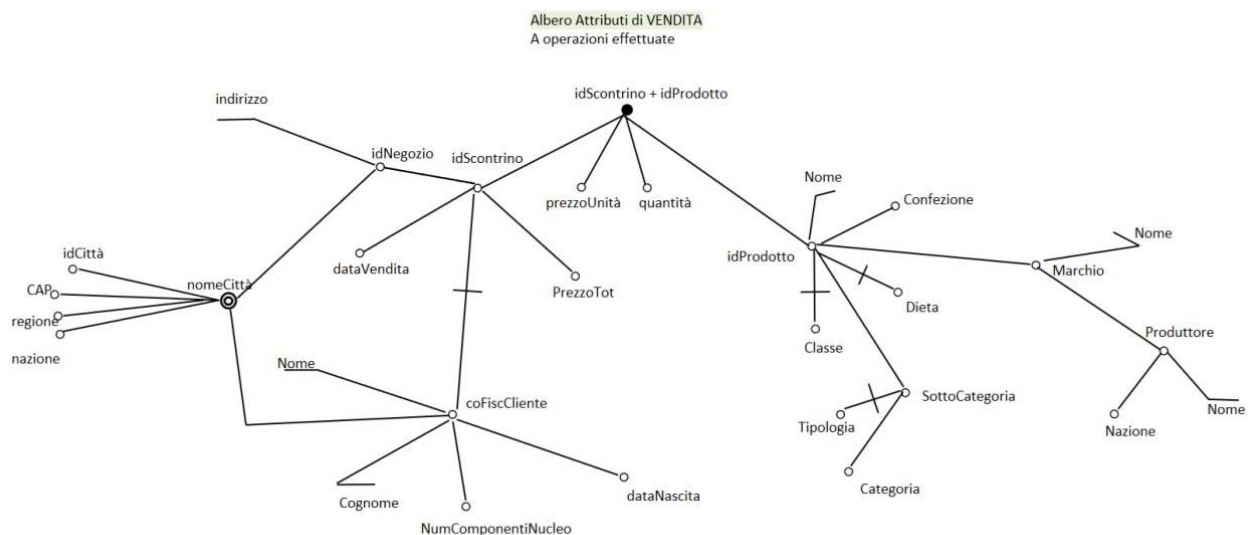 Albero Attributi di VENDITA
A operazioni effettuate
indirizzo
idScontrino + idProdotto
idNegozio
idScontrino
Nome
Confezione
prezzoUnità
quantità
Nome
idCittà
nomeCittà
dataVendita
idProdotto
Marchio
CAP
PrezzoTot
Dieta
regione
Produttore
nazione
Classe
Nome
coFiscCliente
SottoCategoria
Nome
Tipologia
Nazione
Categoria
Cognome
dataNascita
NumComponentiNucleo